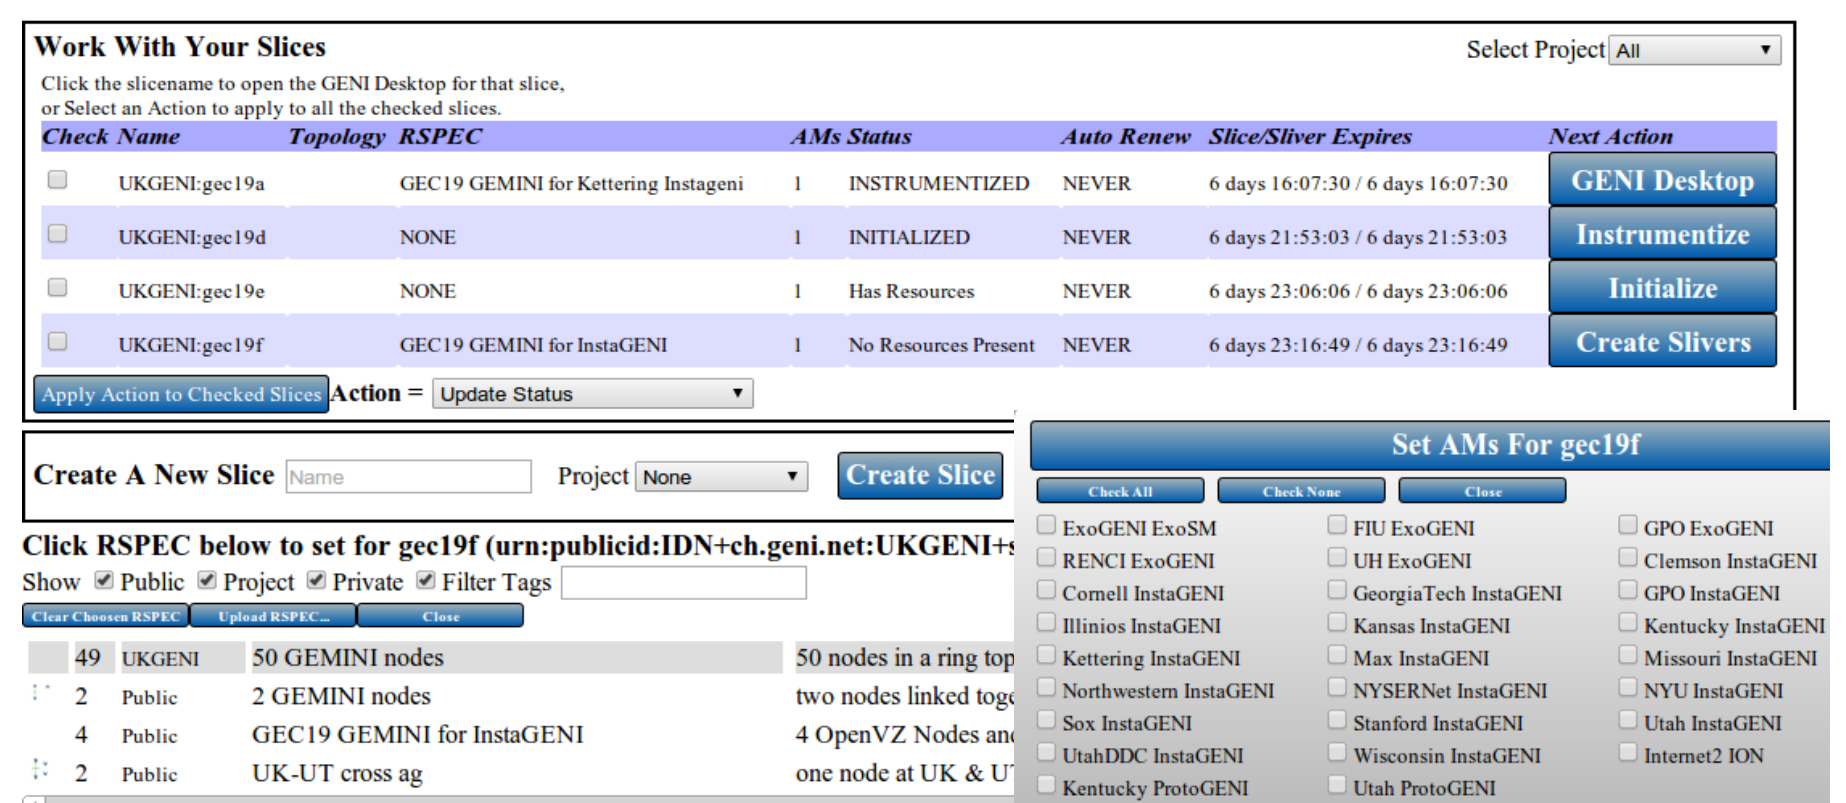 Work With Your Slices
Select Project All
Click the slicename to open the GENI Desktop for that slice,
or Select an Action to apply to all the checked slices.
Check Name Topology RSPEC AMs Status Auto Renew Slice/Sliver Expires Next Action
UKGENI:gec19a GEC19 GEMINI for Kettering Instageni 1 INSTRUMENTIZED NEVER 6 days 16:07:30 / 6 days 16:07:30 GENI Desktop
UKGENI:gec19d NONE 1 INITIALIZED NEVER 6 days 21:53:03 / 6 days 21:53:03 Instrumentize
UKGENI:gec19e NONE 1 Has Resources NEVER 6 days 23:06:06 / 6 days 23:06:06 Initialize
UKGENI:gec19f GEC19 GEMINI for InstaGENI 1 No Resources Present NEVER 6 days 23:16:49 / 6 days 23:16:49 Create Slivers
Apply Action to Checked Slices Action = Update Status
Create A New Slice Name Project None Create Slice
Click RSPEC below to set for gec19f (urn:publicid:IDN+ch.geni.net:UKGENI+s
Show Public Project Private Filter Tags
Clear Choosen RSPEC Upload RSPEC... Close
49 UKGENI 50 GEMINI nodes 50 nodes in a ring top
2 Public 2 GEMINI nodes two nodes linked toge
4 Public GEC19 GEMINI for InstaGENI 4 OpenVZ Nodes and
2 Public UK-UT cross ag one node at UK & U
Set AMs For gec19f
Check All Check None Close
ExoGENI ExoSM FIU ExoGENI GPO ExoGENI
RENCI ExoGENI UH ExoGENI Clemson InstaGENI
Cornell InstaGENI GeorgiaTech InstaGENI GPO InstaGENI
Illinios InstaGENI Kansas InstaGENI Kentucky InstaGENI
Kettering InstaGENI Max InstaGENI Missouri InstaGENI
Northwestern InstaGENI NYSERNet InstaGENI NYU InstaGENI
Sox InstaGENI Stanford InstaGENI Utah InstaGENI
UtahDDC InstaGENI Wisconsin InstaGENI Internet2 ION
Kentucky ProtoGENI Utah ProtoGENI